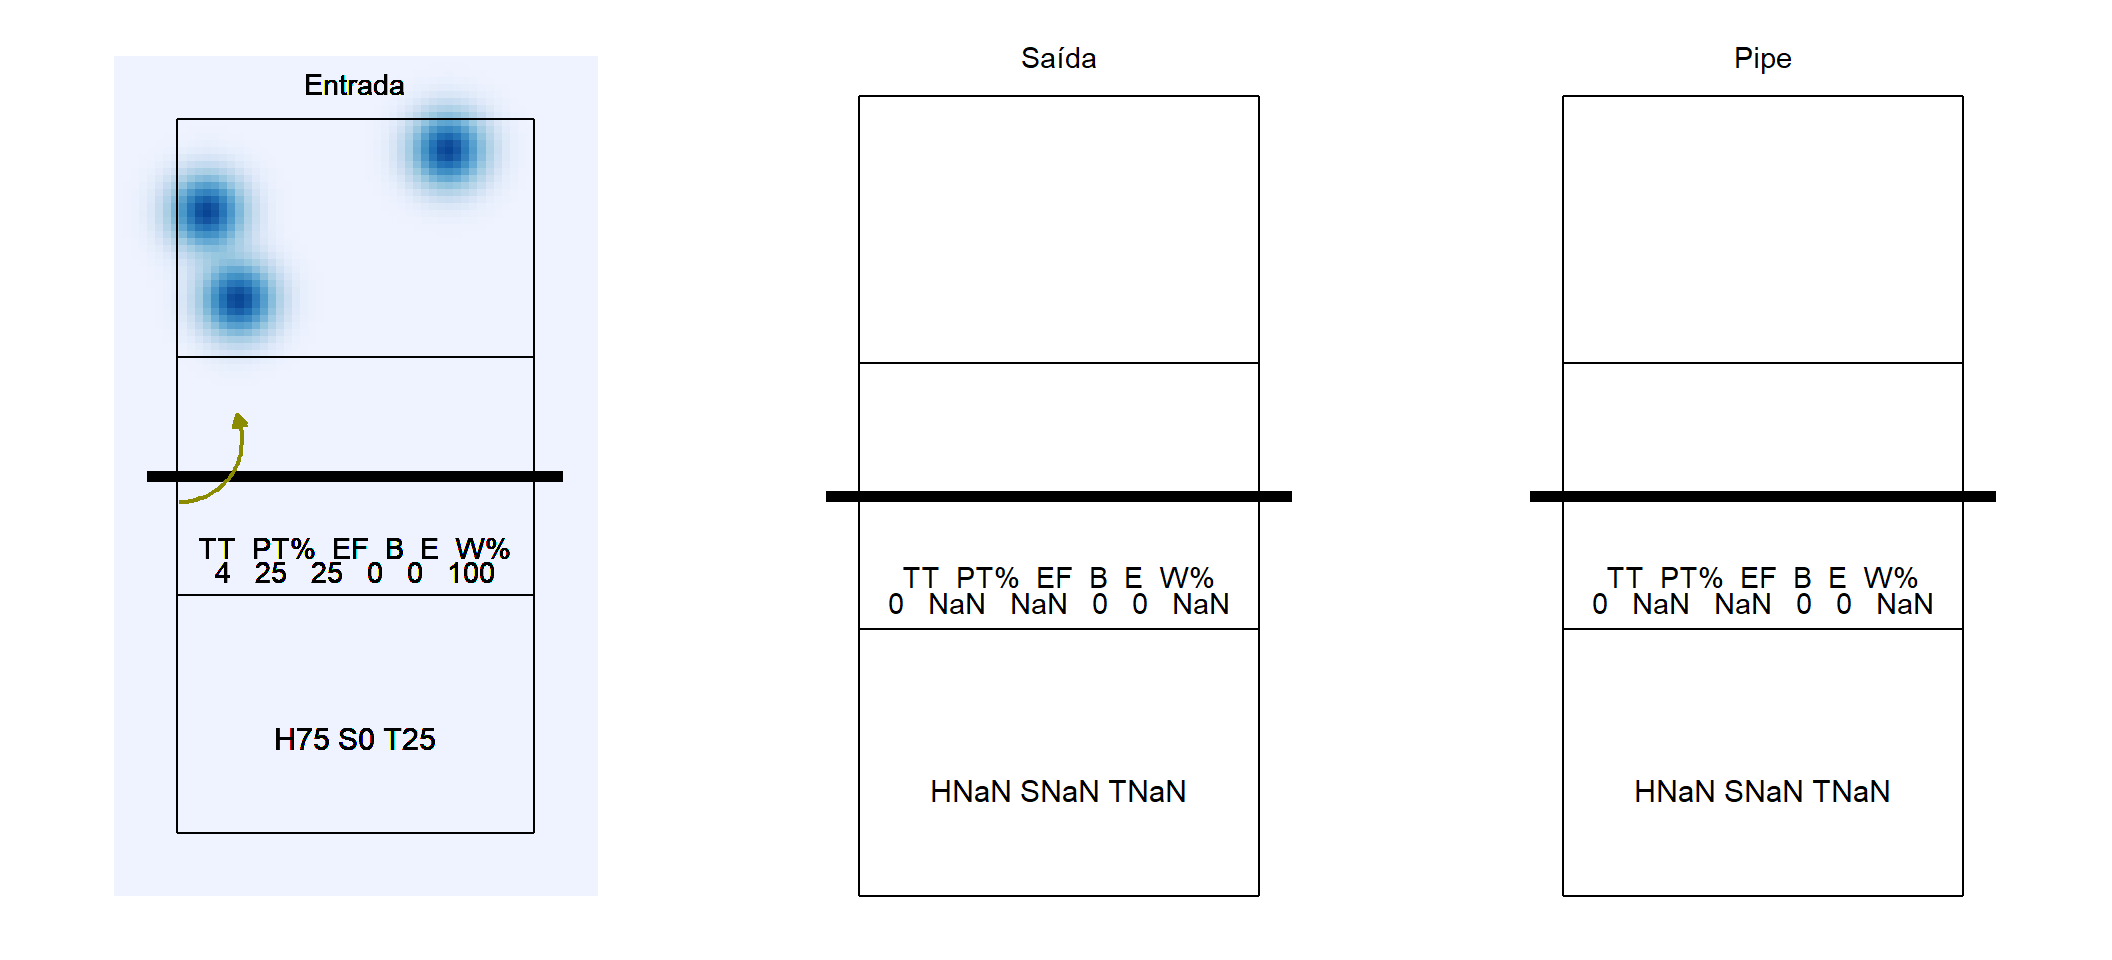 Entrada
TT PT% EF B E W%
4 25 25 0 0 100
H75 S0 T25
Saída
TT PT% EF B E W%
0 NaN NaN 0 0 NaN
HNaN SNaN TNaN
Pipe
TT PT% EF B E W%
0 NaN NaN 0 0 NaN
HNaN SNaN TNaN